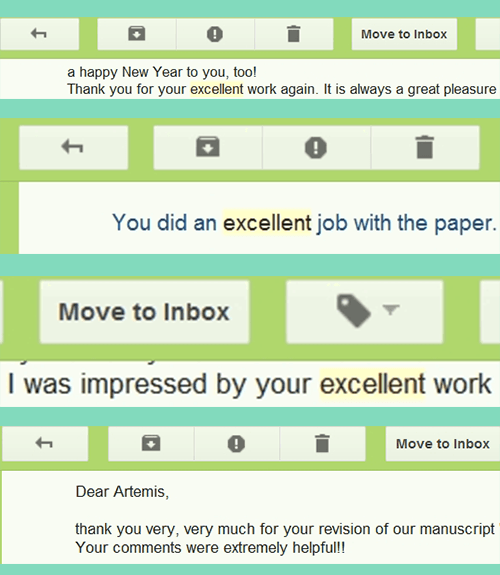 Move to Inbox
a happy New Year to you, too!
Thank you for your excellent work again. It is always a great pleasure
You did an excellent job with the paper.
Move to Inbox
I was impressed by your excellent work
Move to Inbox
Dear Artemis,
thank you very, very much for your revision of our manuscript "
Your comments were extremely helpful!!